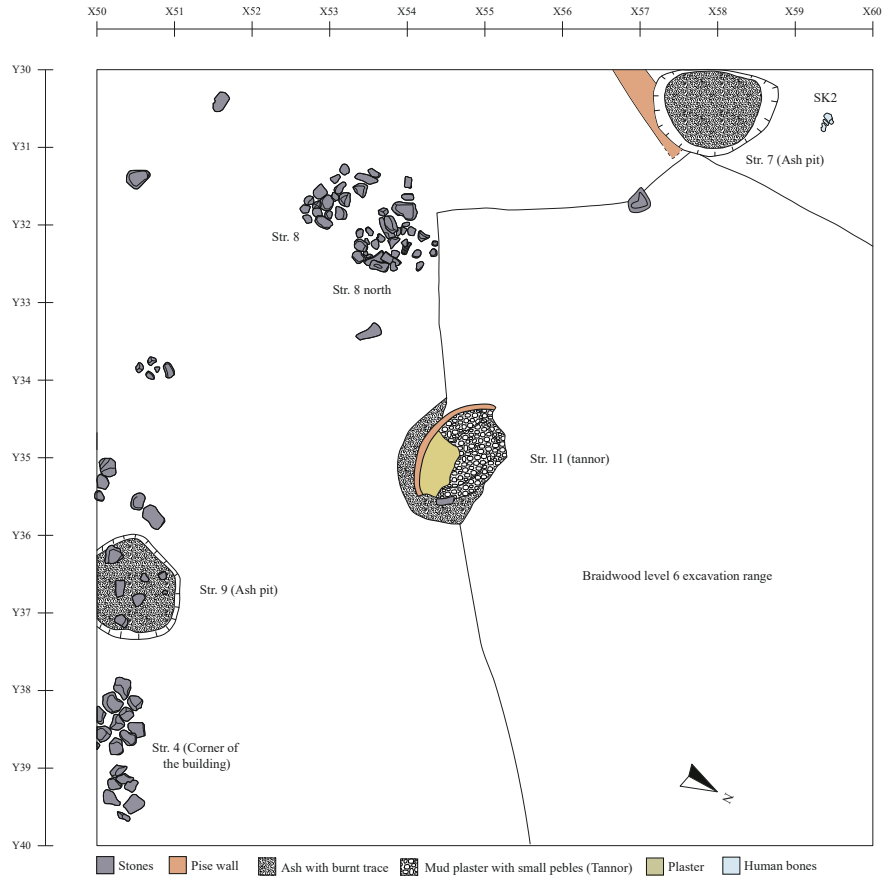 X50 X51 X52 X53 X54 X55 X56 X57 X58 X59 X60
Y30
SK2
Y31
Str. 7 (Ash pit)
Y32
Str. 8
Str. 8 north
Y33
Y34
Y35
Str. 11 (tannor)
Y36
Braidwood level 6 excavation range
Str. 9 (Ash pit)
Y37
Y38
Str. 4 (Corner of
the building)
Y39
N
Y40
Stones Pise wall Ash with burnt trace Mud plaster with small pebles (Tannor) Plaster Human bones